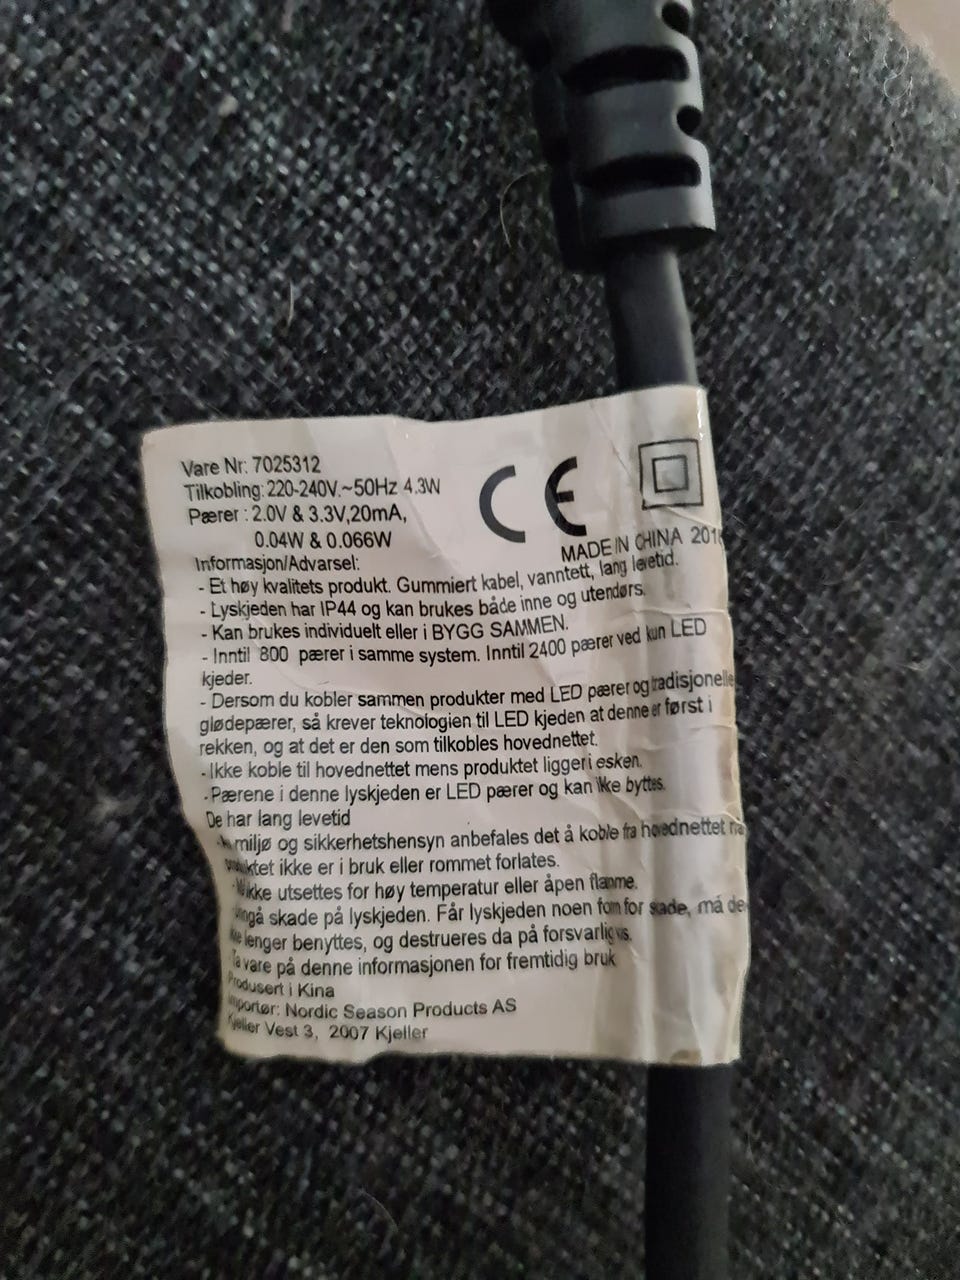 Vare Nr: 7025312
Tilkobling: 220-240V.~50Hz 4.3W
Pærer : 2.0V & 3.3V,20mA,
0.04W & 0.066W
CE
MADE IN CHINA
Informasjon/Advarsel:
- Et høy kvalitets produkt. Gummiert kabel, vanntett, lang levetid.
- Lyskjeden har IP44 og kan brukes både inne og utendørs.
- Kan brukes individuelt eller i BYGG SAMMEN.
- Inntil 800 pærer i samme system. Inntil 2400 pærer ved kun LED
kjeder.
- Dersom du kobler sammen produkter med LED pærer og tradisjonelle
glødepærer, så krever teknologien til LED kjeden at denne er først i
rekken, og at det er den som tilkobles hovednettet.
- Ikke koble til hovednettet mens produktet ligger i esken.
- Pærene i denne lyskjeden er LED pærer og kan ikke byttes.
De har lang levetid
miljø og sikkerhetshensyn anbefales det å koble fra hovednettet
ikke er i bruk eller rommet forlates.
utsettes for høy temperatur eller åpen flamme.
skade på lyskjeden. Får lyskjeden noen form for skade, må
lenger benyttes, og destrueres da på forsvarlig vis.
- Ta vare på denne informasjonen for fremtidig bruk
Produsert i Kina
Importør: Nordic Season Products AS
Kjeller Vest 3, 2007 Kjeller